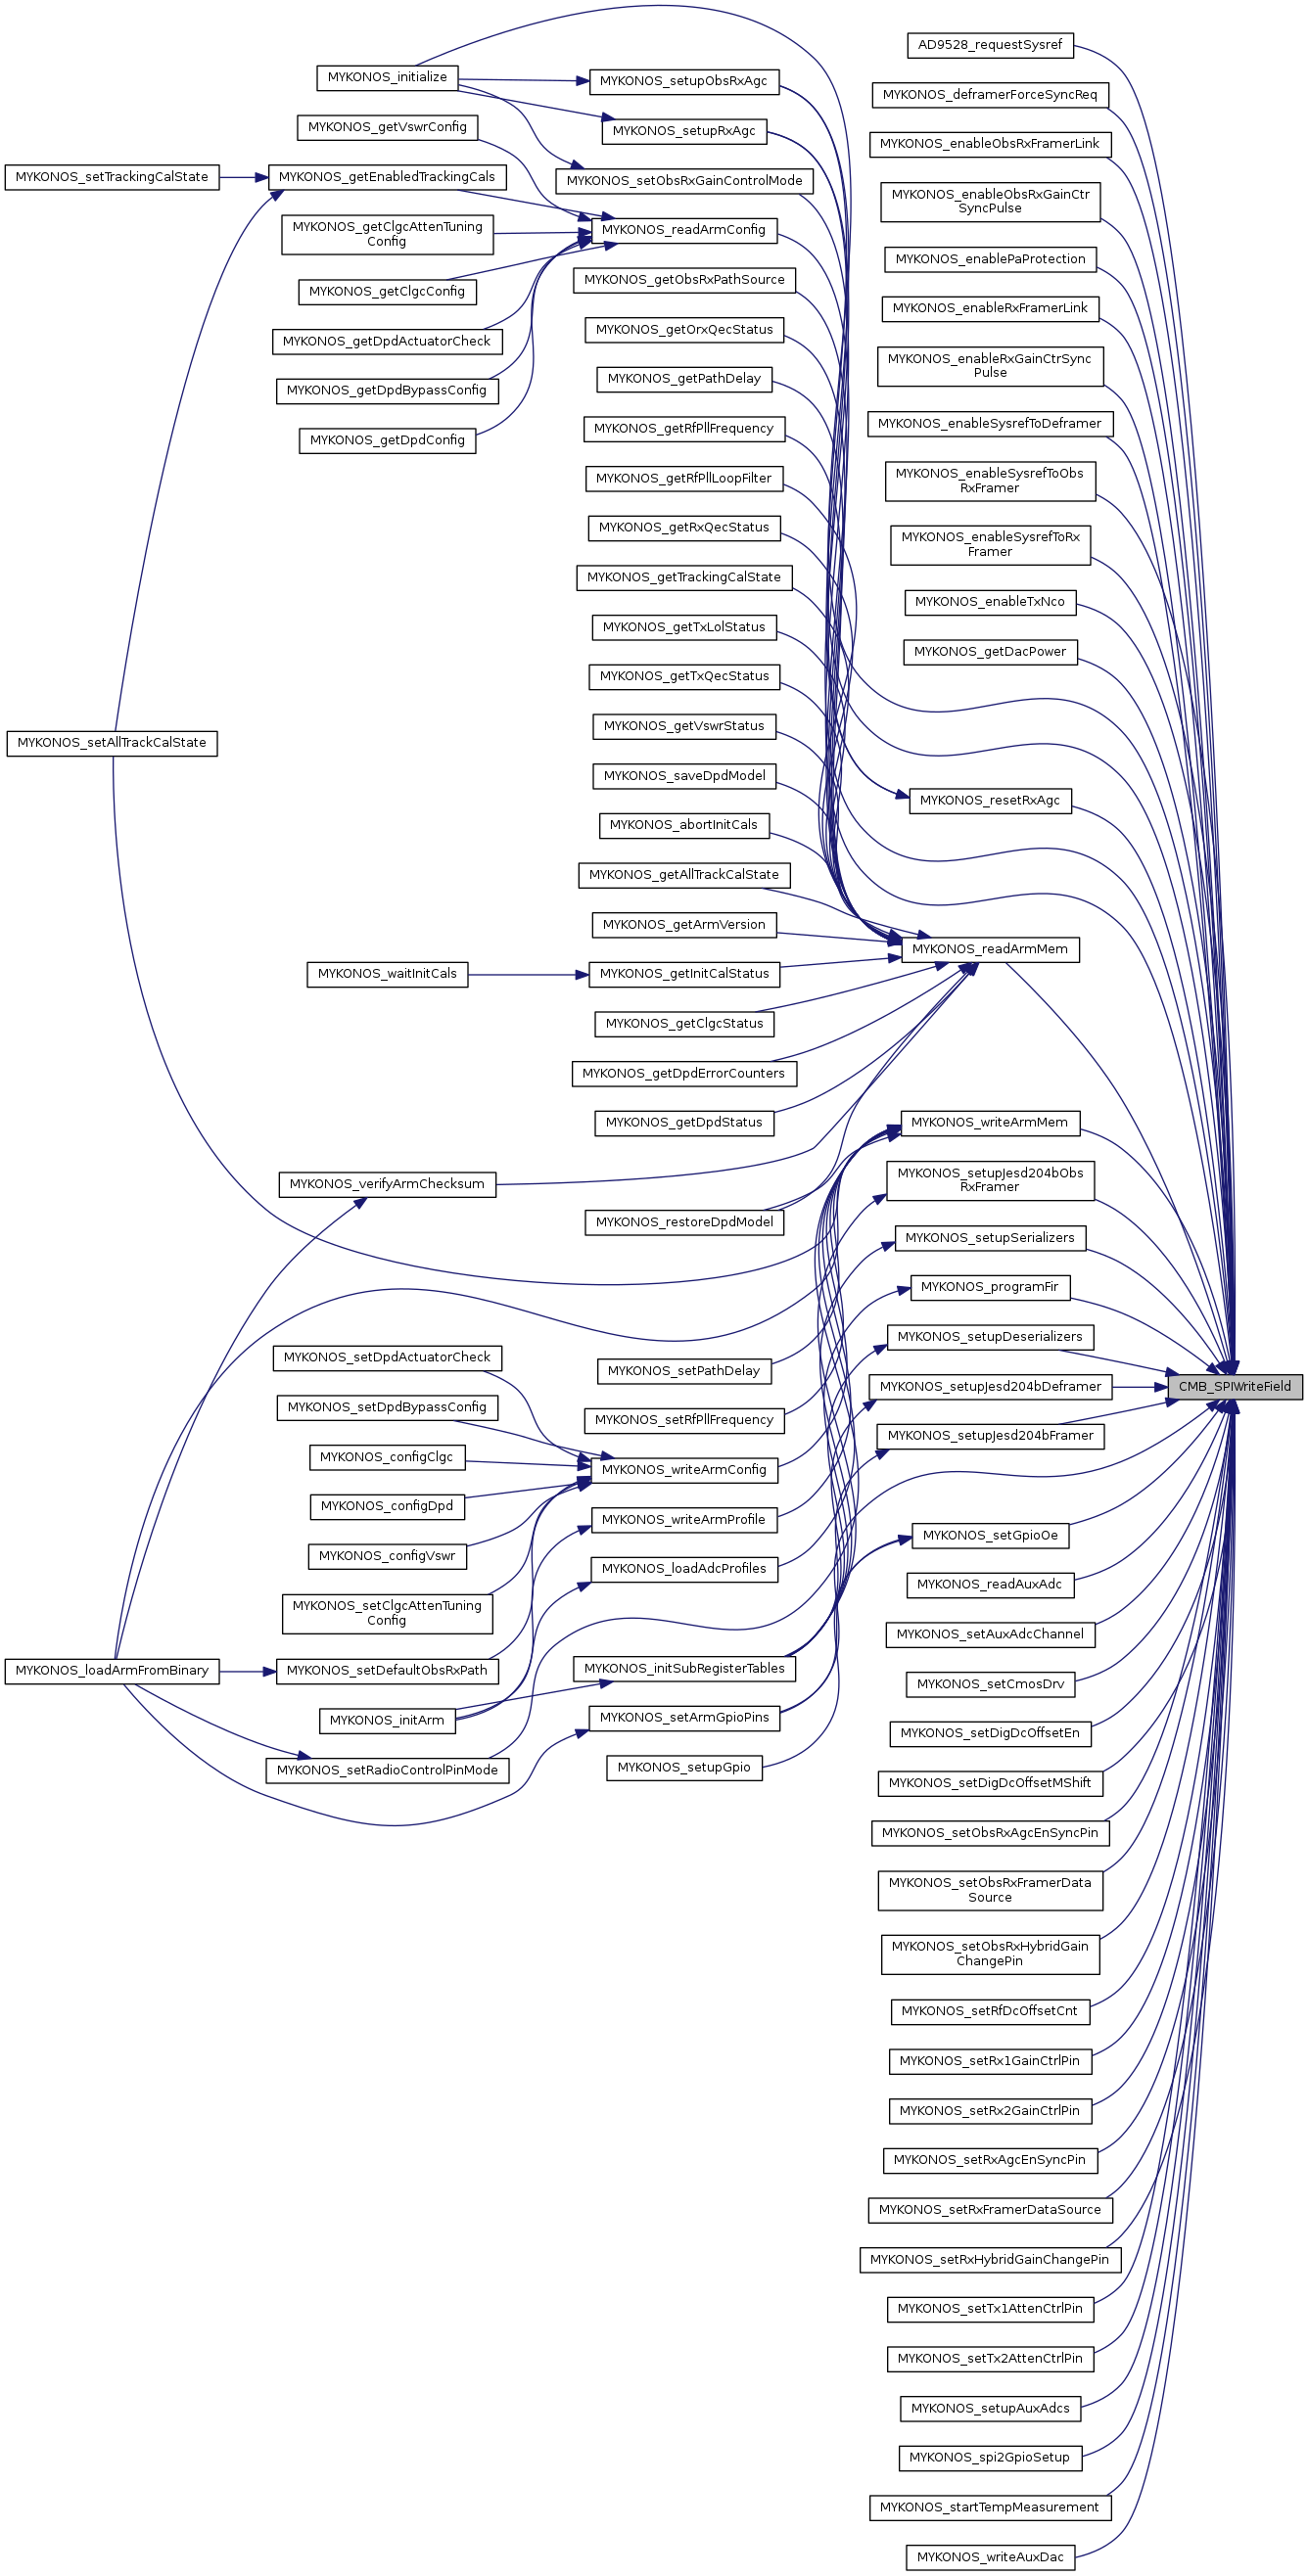 MYKONOS_initialize
MYKONOS_getVswrConfig
MYKONOS_setTrackingCalState
MYKONOS_getEnabledTrackingCals
MYKONOS_getClgcAttenTuning
Config
MYKONOS_getClgcConfig
MYKONOS_getDpdActuatorCheck
MYKONOS_getDpdBypassConfig
MYKONOS_getDpdConfig
MYKONOS_setAllTrackCalState
MYKONOS_waitInitCals
MYKONOS_verifyArmChecksum
MYKONOS_setDpdActuatorCheck
MYKONOS_setDpdBypassConfig
MYKONOS_configClgc
MYKONOS_configDpd
MYKONOS_configVswr
MYKONOS_setClgcAttenTuning
Config
MYKONOS_loadArmFromBinary
MYKONOS_setDefaultObsRxPath
MYKONOS_initArm
MYKONOS_setRadioControlPinMode
MYKONOS_setupObsRxAgc
MYKONOS_setupRxAgc
MYKONOS_setObsRxGainControlMode
MYKONOS_readArmConfig
MYKONOS_getObsRxPathSource
MYKONOS_getOrxQecStatus
MYKONOS_getPathDelay
MYKONOS_getRfPllFrequency
MYKONOS_getRfPllLoopFilter
MYKONOS_getRxQecStatus
MYKONOS_getTrackingCalState
MYKONOS_getTxLolStatus
MYKONOS_getTxQecStatus
MYKONOS_getVswrStatus
MYKONOS_saveDpdModel
MYKONOS_abortInitCals
MYKONOS_getAllTrackCalState
MYKONOS_getArmVersion
MYKONOS_getInitCalStatus
MYKONOS_getClgcStatus
MYKONOS_getDpdErrorCounters
MYKONOS_getDpdStatus
MYKONOS_restoreDpdModel
MYKONOS_setPathDelay
MYKONOS_setRfPllFrequency
MYKONOS_writeArmConfig
MYKONOS_writeArmProfile
MYKONOS_loadAdcProfiles
MYKONOS_initSubRegisterTables
MYKONOS_setArmGpioPins
MYKONOS_setupGpio
AD9528_requestSysref
MYKONOS_deframerForceSyncReq
MYKONOS_enableObsRxFramerLink
MYKONOS_enableObsRxGainCtr
SyncPulse
MYKONOS_enablePaProtection
MYKONOS_enableRxFramerLink
MYKONOS_enableRxGainCtrSync
Pulse
MYKONOS_enableSysrefToDeframer
MYKONOS_enableSysrefToObs
RxFramer
MYKONOS_enableSysrefToRx
Framer
MYKONOS_enableTxNco
MYKONOS_getDacPower
MYKONOS_resetRxAgc
MYKONOS_readArmMem
MYKONOS_writeArmMem
MYKONOS_setupJesd204bObs
RxFramer
MYKONOS_setupSerializers
MYKONOS_programFir
MYKONOS_setupDeserializers
MYKONOS_setupJesd204bDeframer
MYKONOS_setupJesd204bFramer
MYKONOS_setGpioOe
MYKONOS_readAuxAdc
MYKONOS_setAuxAdcChannel
MYKONOS_setCmosDrv
MYKONOS_setDigDcOffsetEn
MYKONOS_setDigDcOffsetMShift
MYKONOS_setObsRxAgcEnSyncPin
MYKONOS_setObsRxFramerData
Source
MYKONOS_setObsRxHybridGain
ChangePin
MYKONOS_setRfDcOffsetCnt
MYKONOS_setRx1GainCtrlPin
MYKONOS_setRx2GainCtrlPin
MYKONOS_setRxAgcEnSyncPin
MYKONOS_setRxFramerDataSource
MYKONOS_setRxHybridGainChangePin
MYKONOS_setTx1AttenCtrlPin
MYKONOS_setTx2AttenCtrlPin
MYKONOS_setupAuxAdcs
MYKONOS_spi2GpioSetup
MYKONOS_startTempMeasurement
MYKONOS_writeAuxDac
CMB_SPIWriteField